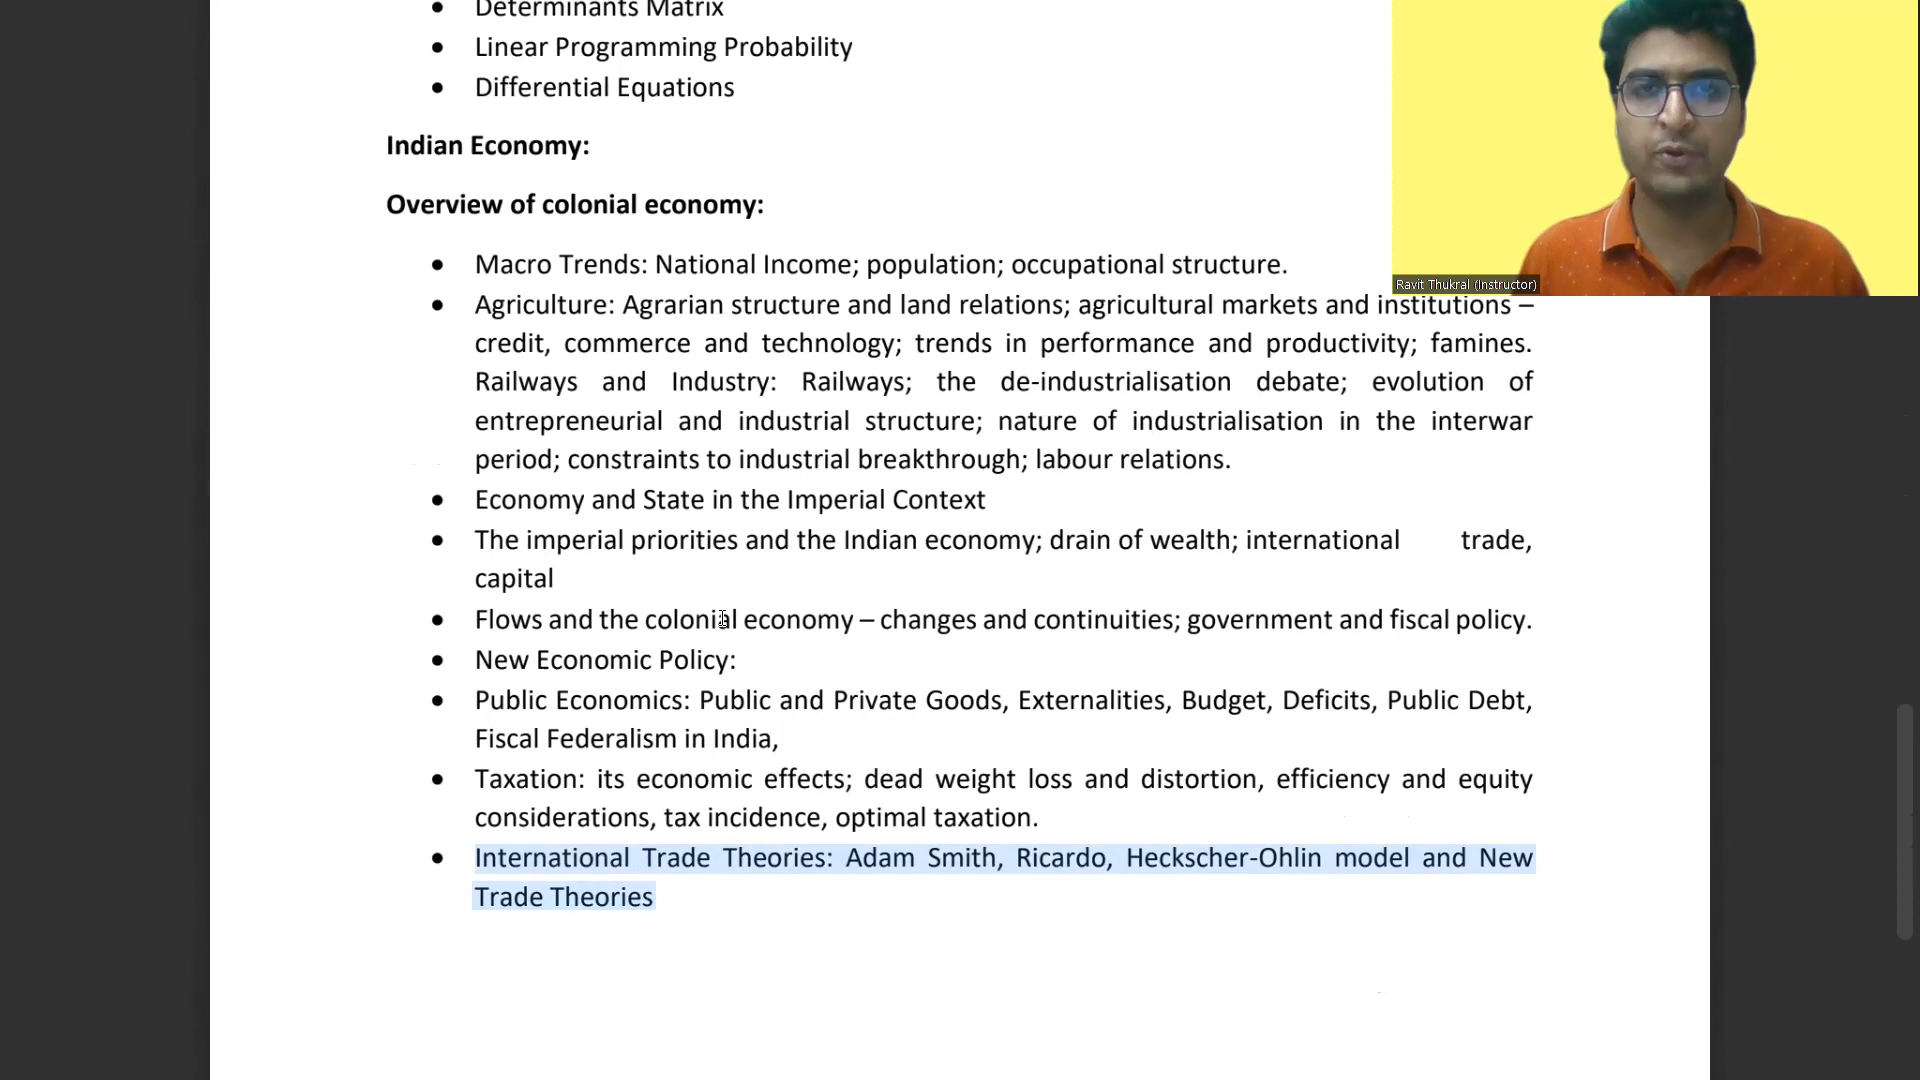 Determinants Matrix
Linear Programming Probability
Differential Equations
Indian Economy:
Overview of colonial economy:
Macro Trends: National Income; population; occupational structure.
Agriculture: Agrarian structure and land relations; agricultural markets and institutions –
credit, commerce and technology; trends in performance and productivity; famines.
Railways and Industry: Railways; the de-industrialisation debate; evolution of
entrepreneurial and industrial structure; nature of industrialisation in the interwar
period; constraints to industrial breakthrough; labour relations.
Economy and State in the Imperial Context
The imperial priorities and the Indian economy; drain of wealth; international trade,
capital
Flows and the colonial economy – changes and continuities; government and fiscal policy.
New Economic Policy:
Public Economics: Public and Private Goods, Externalities, Budget, Deficits, Public Debt,
Fiscal Federalism in India,
Taxation: its economic effects; dead weight loss and distortion, efficiency and equity
considerations, tax incidence, optimal taxation.
International Trade Theories: Adam Smith, Ricardo, Heckscher-Ohlin model and New
Trade Theories
Ravit Thukral (Instructor)